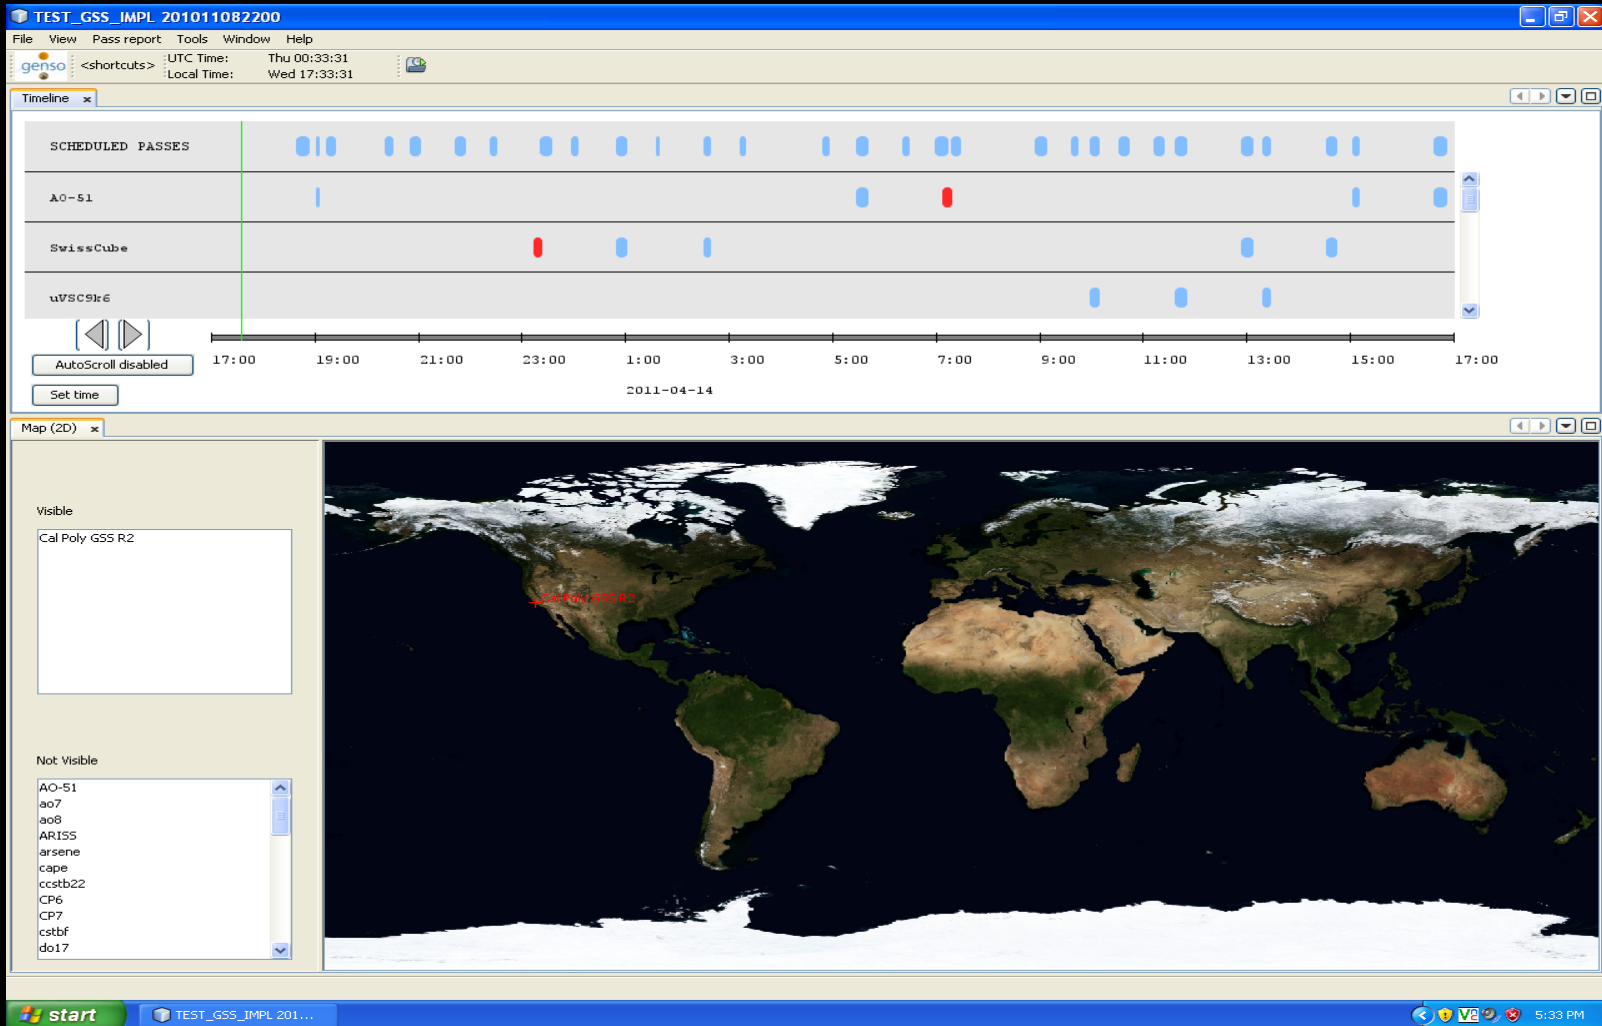 TEST_GSS_IMPL 201011082200
File View Pass report Tools Window Help
genso <shortcuts> UTC Time: Thu 00:33:31
Local Time: Wed 17:33:31
Timeline
SCHEDULED PASSES
AO-51
SwissCube
uVSC9k6
17:00 19:00 21:00 23:00 1:00 3:00 5:00 7:00 9:00 11:00 13:00 15:00 17:00
AutoScroll disabled
2011-04-14
Set time
Map (2D)
Visible
Cal Poly GSS R2
Cal Poly GSS R2
Not Visible
AO-51
ao7
ao8
ARISS
arsene
cape
ccstb22
CP6
CP7
cstbf
do17
start TEST_GSS_IMPL 201... 5:33 PM